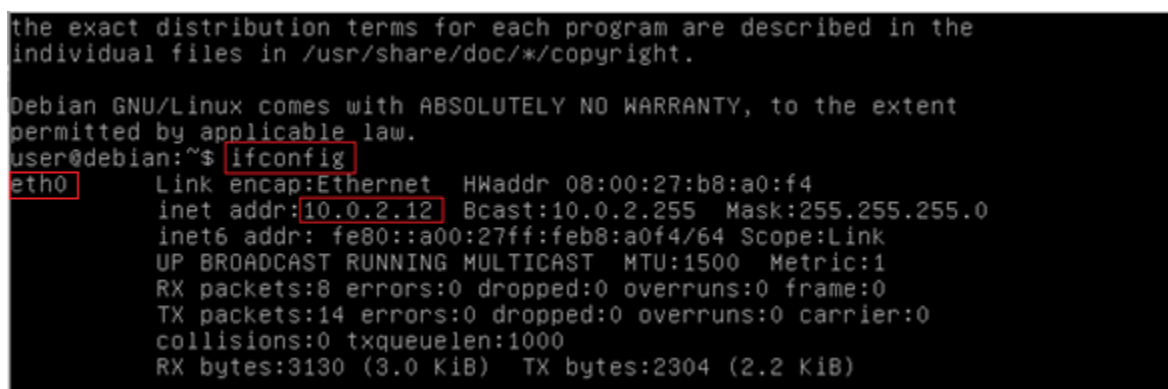 the exact distribution terms for each program are described in the
individual files in /usr/share/doc/*/copyright.
Debian GNU/Linux comes with ABSOLUTELY NO WARRANTY, to the extent
permitted by applicable law.
user@debian:~$ ifconfig
eth0 Link encap:Ethernet HWaddr 08:00:27:b8:a0:f4
inet addr:10.0.2.12 Bcast:10.0.2.255 Mask:255.255.255.0
inet6 addr: fe80::a00:27ff:feb8:a0f4/64 Scope:Link
UP BROADCAST RUNNING MULTICAST MTU:1500 Metric:1
RX packets:8 errors:0 dropped:0 overruns:0 frame:0
TX packets:14 errors:0 dropped:0 overruns:0 carrier:0
collisions:0 txqueuelen:1000
RX bytes:3130 (3.0 KiB) TX bytes:2304 (2.2 KiB)